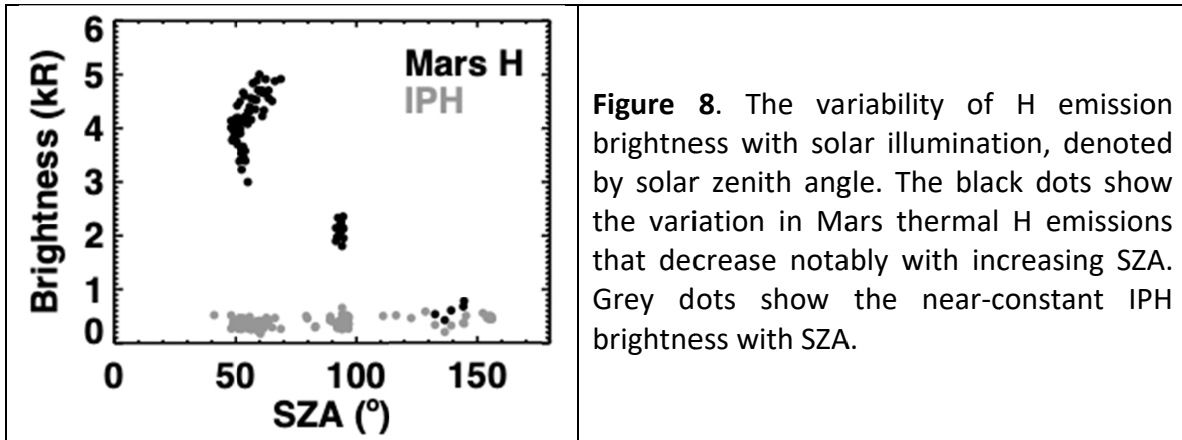 6
5
4
3
2
1
0
Brightness (kR)
Mars H
IPH
0 50 100 150
SZA (°)
Figure 8. The variability of H emission
brightness with solar illumination, denoted
by solar zenith angle. The black dots show
the variation in Mars thermal H emissions
that decrease notably with increasing SZA.
Grey dots show the near-constant IPH
brightness with SZA.